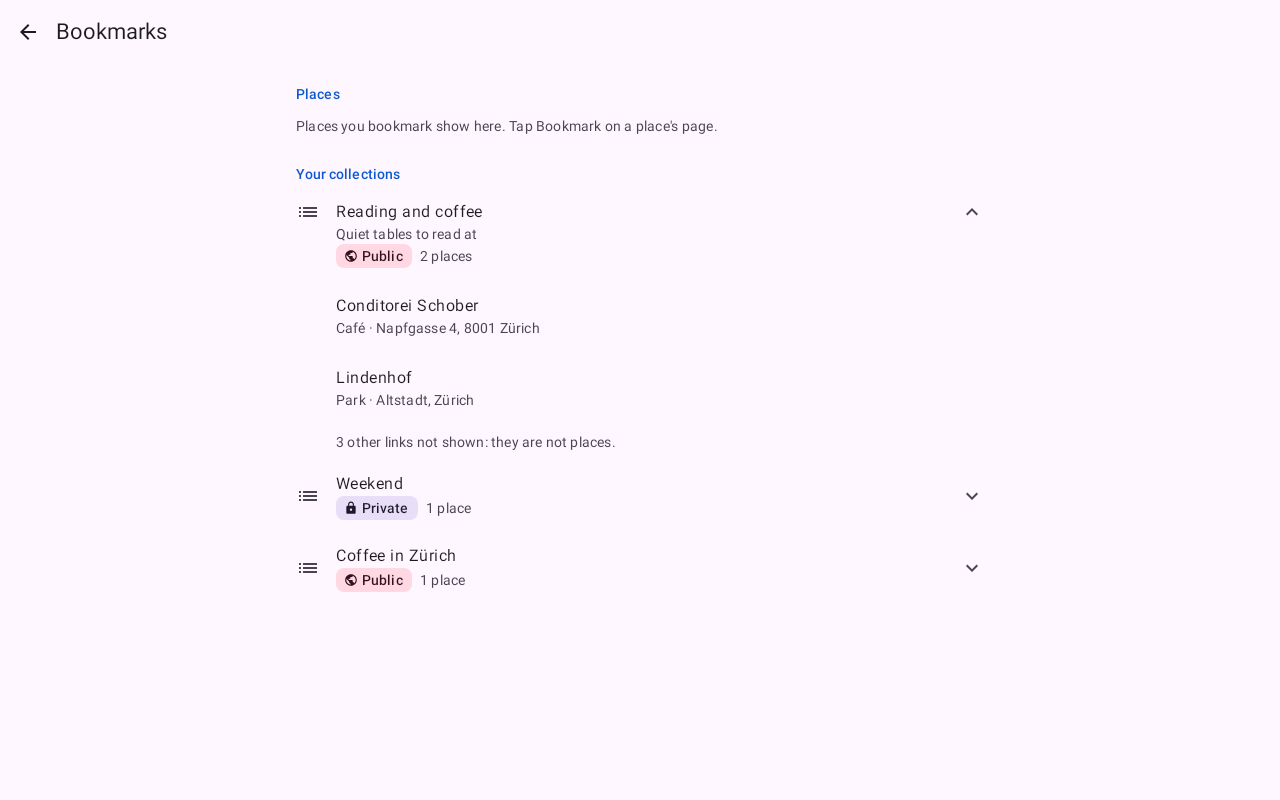 Bookmarks
Places
Places you bookmark show here. Tap Bookmark on a place's page.
Your collections
Reading and coffee
Quiet tables to read at
Public 2 places
Conditorei Schober
Café · Napfgasse 4, 8001 Zürich
Lindenhof
Park · Altstadt, Zürich
3 other links not shown: they are not places.
Weekend
Private 1 place
Coffee in Zürich
Public 1 place